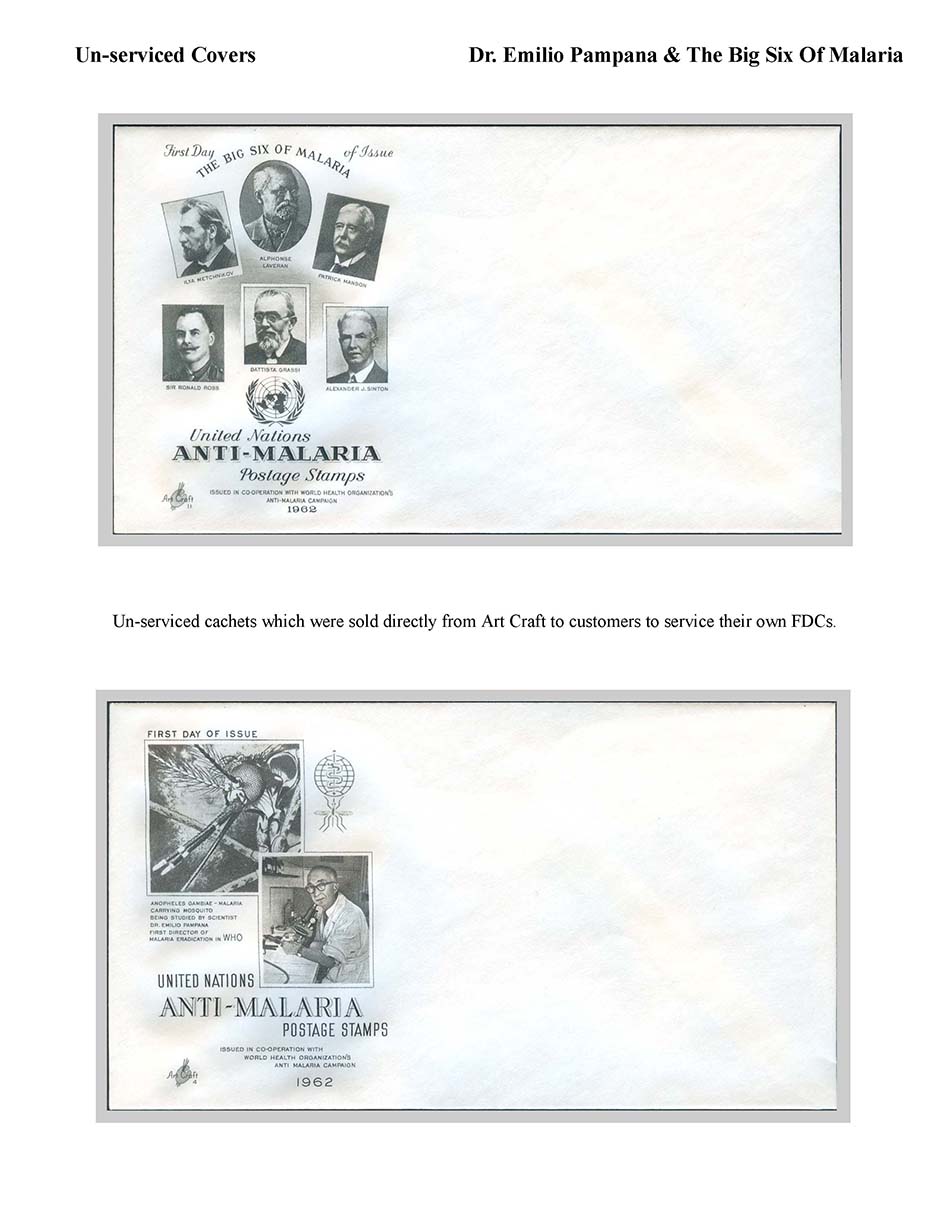 Un-serviced Covers Dr. Emilio Pampana & The Big Six Of Malaria
First Day of Issue
THE BIG SIX OF MALARIA
ILYA METCHNIKOV
ALPHONSE
LAVERAN
PATRICK MANSON
SIR RONALD ROSS
BATTISTA GRASSI
ALEXANDER J. SINTON
United Nations
ANTI-MALARIA
Postage Stamps
ISSUED IN CO-OPERATION WITH WORLD HEALTH ORGANIZATION'S
ANTI-MALARIA CAMPAIGN
1962
Art Craft
11
Un-serviced cachets which were sold directly from Art Craft to customers to service their own FDCs.
FIRST DAY OF ISSUE
ANOPHELES GAMBIAE - MALARIA
CARRYING MOSQUITO
BEING STUDIED BY SCIENTIST
DR. EMILIO PAMPANA
FIRST DIRECTOR OF
MALARIA ERADICATION IN WHO
UNITED NATIONS
ANTI-MALARIA
POSTAGE STAMPS
ISSUED IN CO-OPERATION WITH
WORLD HEALTH ORGANIZATION'S
ANTI MALARIA CAMPAIGN
1962
Art Craft
4